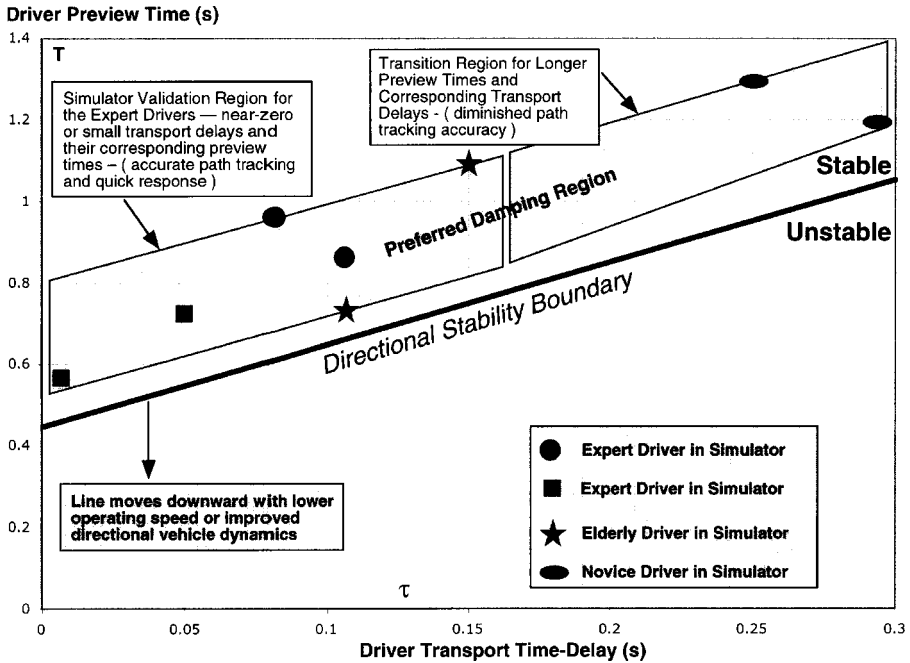 Driver Preview Time (s)
1.4
T
Simulator Validation Region for
the Expert Drivers — near-zero
or small transport delays and
their corresponding preview
times – ( accurate path tracking
and quick response )
Transition Region for Longer
Preview Times and
Corresponding Transport
Delays - ( diminished path
tracking accuracy )
1.2
Stable
1
Preferred Damping Region
Unstable
0.8
Directional Stability Boundary
0.6
0.4
Line moves downward with lower
operating speed or improved
directional vehicle dynamics
Expert Driver in Simulator
Expert Driver in Simulator
Elderly Driver in Simulator
Novice Driver in Simulator
0.2
τ
0
0 0.05 0.1 0.15 0.2 0.25 0.3
Driver Transport Time-Delay (s)